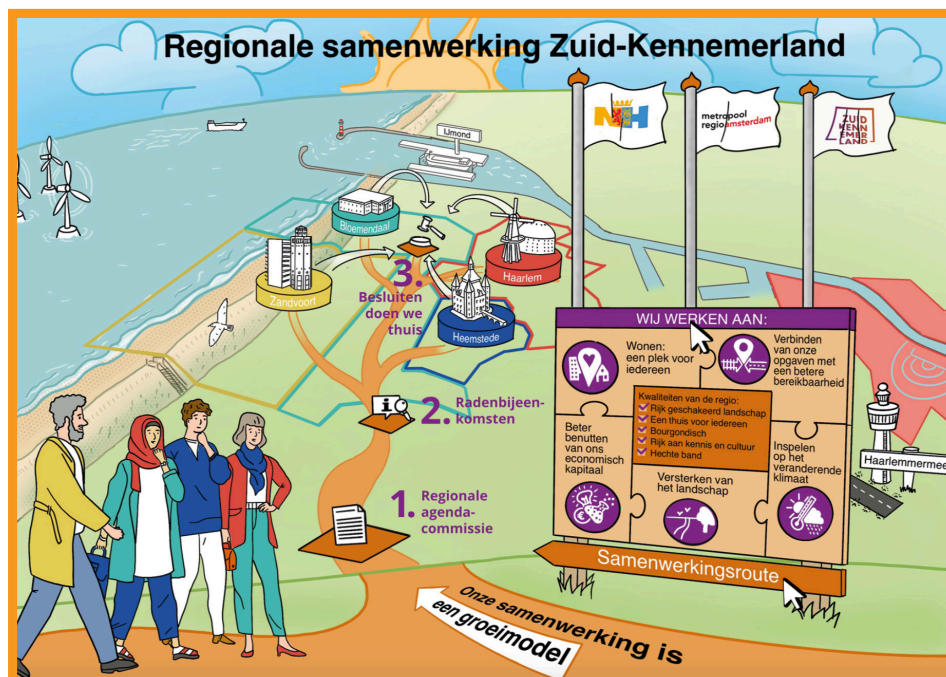 Regionale samenwerking Zuid-Kennemerland
NH
metropool
regioamsterdam
ZUID
KENN
EMER
LAND
IJmond
Bloemendaal
Zandvoort
Haarlem
Heemstede
3.
Besluiten
doen we
thuis
2. Radenbijeen-
komsten
1. Regionale
agenda-
commissie
WIJ WERKEN AAN:
Wonen:
een plek voor
iedereen
Verbinden
van onze
opgaven met
een betere
bereikbaarheid
Kwaliteiten van de regio:
Rijk geschakeerd landschap
Een thuis voor iedereen
Bourgondisch
Rijk aan kennis en cultuur
Hechte band
Beter
benutten
van ons
economisch
kapitaal
Versterken van
het landschap
Inspelen
op het
veranderende
klimaat
Haarlemmermee
Samenwerkingsroute
Onze samenwerking is
een groeimodel